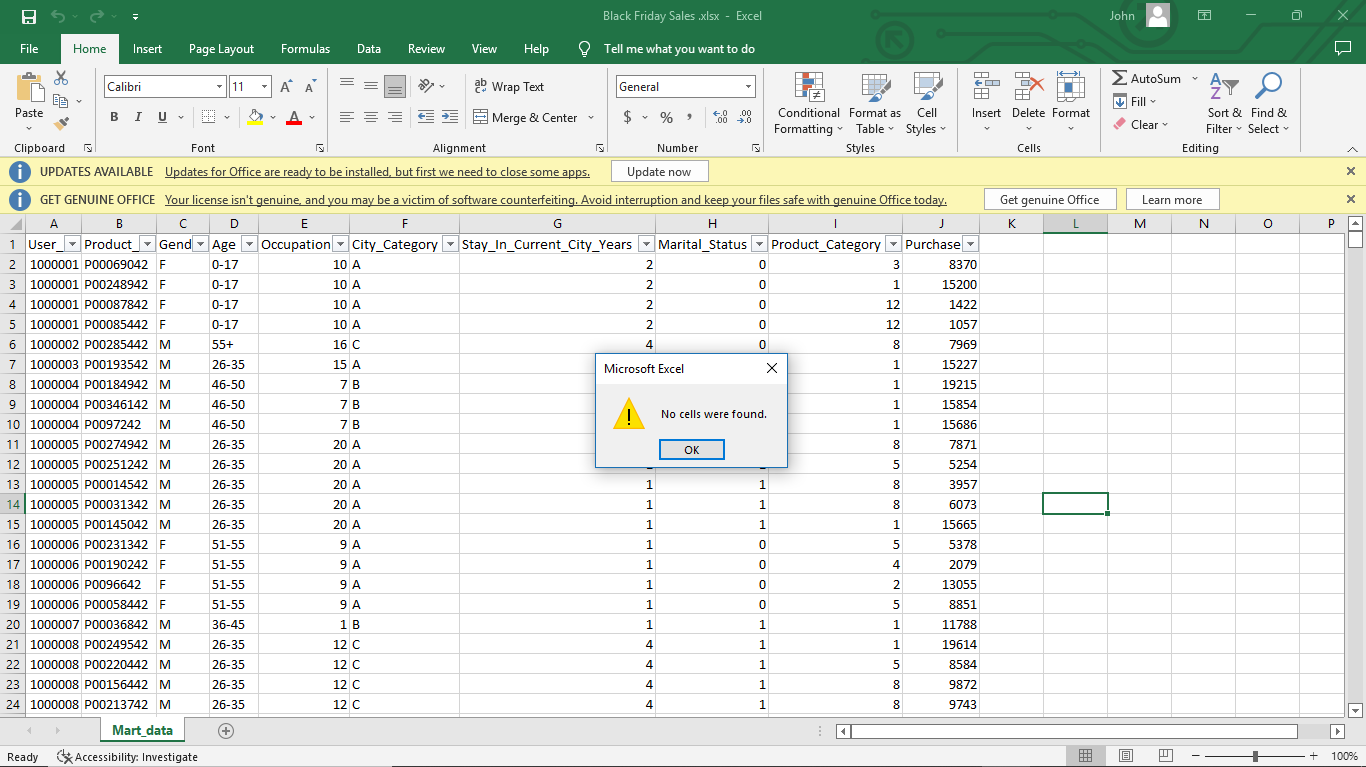 Black Friday Sales .xlsx - Excel
John
File Home Insert Page Layout Formulas Data Review View Help Tell me what you want to do
Calibri 11 Wrap Text General AutoSum
Fill
Paste B I U Merge & Center $ % , Conditional Formatting Format as Table Cell Styles Insert Delete Format Clear Sort & Filter Find & Select
Clipboard Font Alignment Number Styles Cells Editing
UPDATES AVAILABLE Updates for Office are ready to be installed, but first we need to close some apps. Update now
GET GENUINE OFFICE Your license isn't genuine, and you may be a victim of software counterfeiting. Avoid interruption and keep your files safe with genuine Office today. Get genuine Office Learn more
A B C D E F G H I J K L M N O P
1 User_ Product_ Gend Age Occupation City_Category Stay_In_Current_City_Years Marital_Status Product_Category Purchase
2 1000001 P00069042 F 0-17 10 A 2 0 3 8370
3 1000001 P00248942 F 0-17 10 A 2 0 1 15200
4 1000001 P00087842 F 0-17 10 A 2 0 12 1422
5 1000001 P00085442 F 0-17 10 A 2 0 12 1057
6 1000002 P00285442 M 55+ 16 C 4 0 8 7969
7 1000003 P00193542 M 26-35 15 A 1 15227
8 1000004 P00184942 M 46-50 7 B 1 19215
9 1000004 P00346142 M 46-50 7 B 1 15854
10 1000004 P0097242 M 46-50 7 B 1 15686
11 1000005 P00274942 M 26-35 20 A 8 7871
12 1000005 P00251242 M 26-35 20 A 5 5254
13 1000005 P00014542 M 26-35 20 A 1 1 8 3957
14 1000005 P00031342 M 26-35 20 A 1 1 8 6073
15 1000005 P00145042 M 26-35 20 A 1 1 1 15665
16 1000006 P00231342 F 51-55 9 A 1 0 5 5378
17 1000006 P00190242 F 51-55 9 A 1 0 4 2079
18 1000006 P0096642 F 51-55 9 A 1 0 2 13055
19 1000006 P00058442 F 51-55 9 A 1 0 5 8851
20 1000007 P00036842 M 36-45 1 B 1 1 1 11788
21 1000008 P00249542 M 26-35 12 C 4 1 1 19614
22 1000008 P00220442 M 26-35 12 C 4 1 5 8584
23 1000008 P00156442 M 26-35 12 C 4 1 8 9872
24 1000008 P00213742 M 26-35 12 C 4 1 8 9743
Microsoft Excel
No cells were found.
OK
Mart_data
Ready Accessibility: Investigate 100%